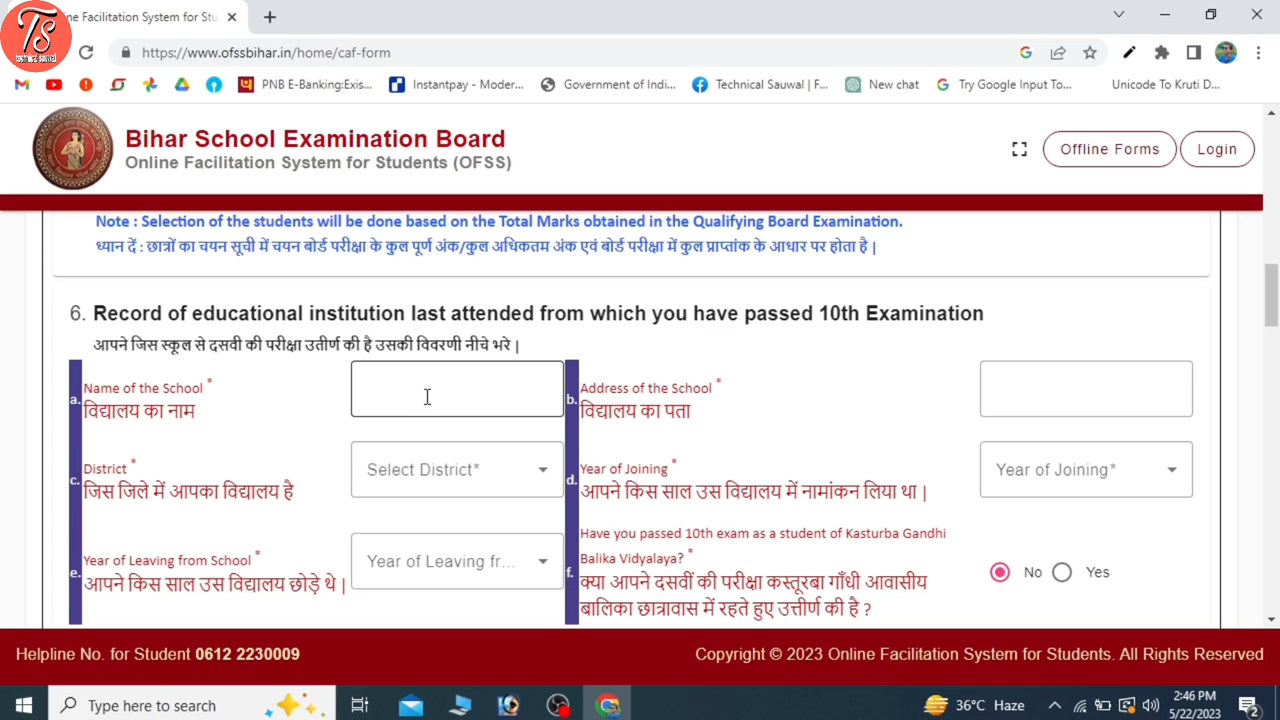 TS
technical sauwal
ne Facilitation System for Stu
https://www.ofssbihar.in/home/caf-form
PNB E-Banking:Exis...
Instantpay - Moder...
Government of Indi...
Technical Sauwal | F...
New chat
Try Google Input To...
Unicode To Kruti D...
Bihar School Examination Board
Online Facilitation System for Students (OFSS)
Offline Forms
Login
Note : Selection of the students will be done based on the Total Marks obtained in the Qualifying Board Examination.
ध्यान दें : छात्रों का चयन सूची में चयन बोर्ड परीक्षा के कुल पूर्ण अंक/कुल अधिकतम अंक एवं बोर्ड परीक्षा में कुल प्राप्तांक के आधार पर होता है |
6. Record of educational institution last attended from which you have passed 10th Examination
आपने जिस स्कूल से दसवी की परीक्षा उतीर्ण की है उसकी विवरणी नीचे भरे |
a. Name of the School *
विद्यालय का नाम
b. Address of the School *
विद्यालय का पता
c. District *
जिस जिले में आपका विद्यालय है
Select District*
d. Year of Joining *
आपने किस साल उस विद्यालय में नामांकन लिया था |
Year of Joining*
e. Year of Leaving from School *
आपने किस साल उस विद्यालय छोड़े थे |
Year of Leaving fr...
f. Have you passed 10th exam as a student of Kasturba Gandhi
Balika Vidyalaya? *
क्या आपने दसवीं की परीक्षा कस्तूरबा गाँधी आवासीय
बालिका छात्रावास में रहते हुए उत्तीर्ण की है ?
No
Yes
Helpline No. for Student 0612 2230009
Copyright © 2023 Online Facilitation System for Students. All Rights Reserved
Type here to search
36°C Haze
2:46 PM
5/22/2023
2